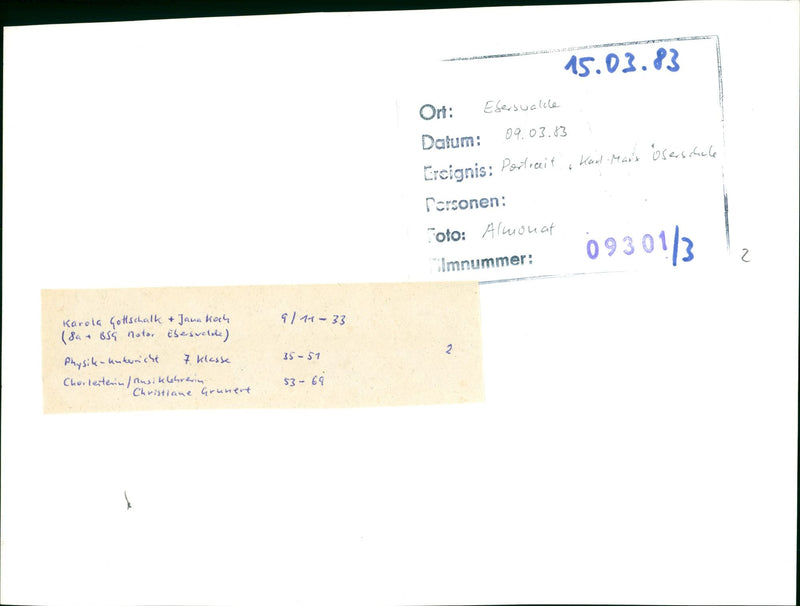 15.03.83
Ort: Eberswalde
Datum: 09.03.83
Ereignis: Portrait "Karl-Marx" Oberschule
Personen:
Foto: Almonat
Filmnummer: 09301/3
2
Karola Gottschalk + Jana Koch 9/11-33
(8a + BSG Motor Eberswalde)
Physik-Unterricht 7. Klasse 35-51
2
Chorleiterin/Musiklehrerin 53-69
Christiane Grunert